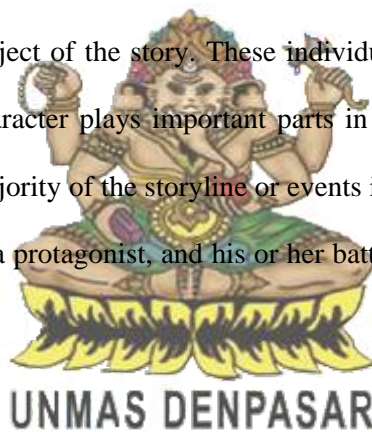 ject of the story. These individu
aracter plays important parts in
jority of the storyline or events i
a protagonist, and his or her batt
UNMAS DENPASAR